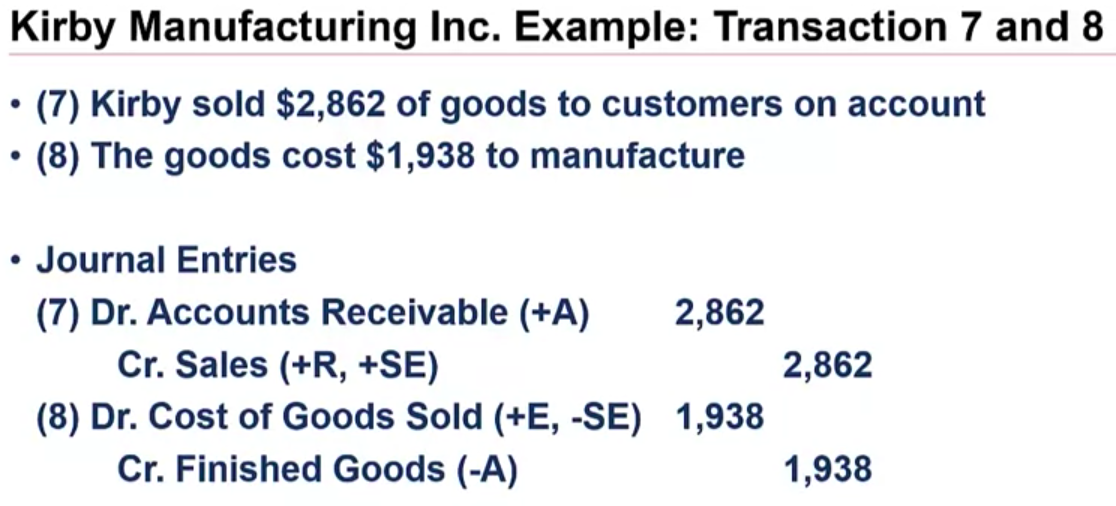 Kirby Manufacturing Inc. Example: Transaction 7 and 8
• (7) Kirby sold $2,862 of goods to customers on account
• (8) The goods cost $1,938 to manufacture
• Journal Entries
(7) Dr. Accounts Receivable (+A) 2,862
Cr. Sales (+R, +SE) 2,862
(8) Dr. Cost of Goods Sold (+E, -SE) 1,938
Cr. Finished Goods (-A) 1,938